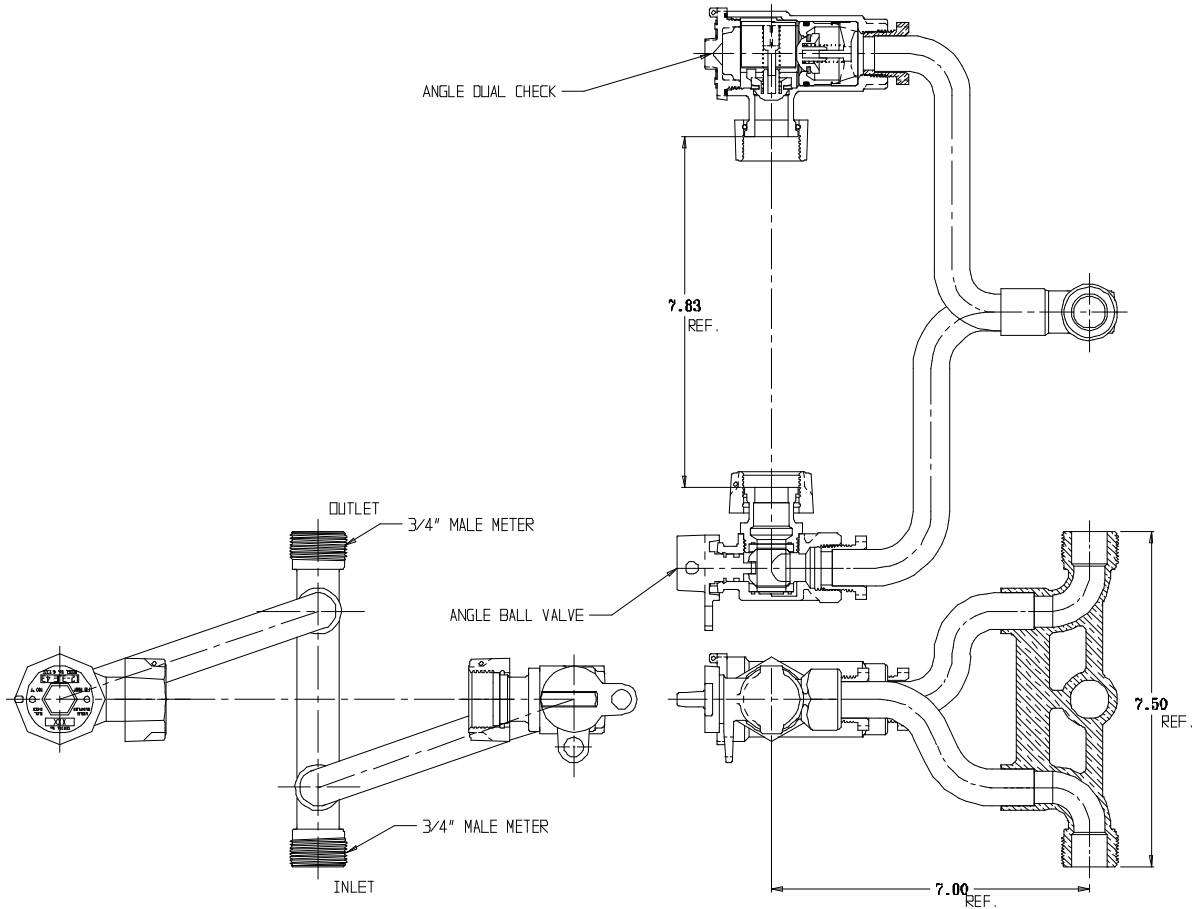 ANGLE DUAL CHECK
7.83
REF.
OUTLET
3/4" MALE METER
ANGLE BALL VALVE
7.50
REF.
3/4" MALE METER
INLET
7.00
REF.